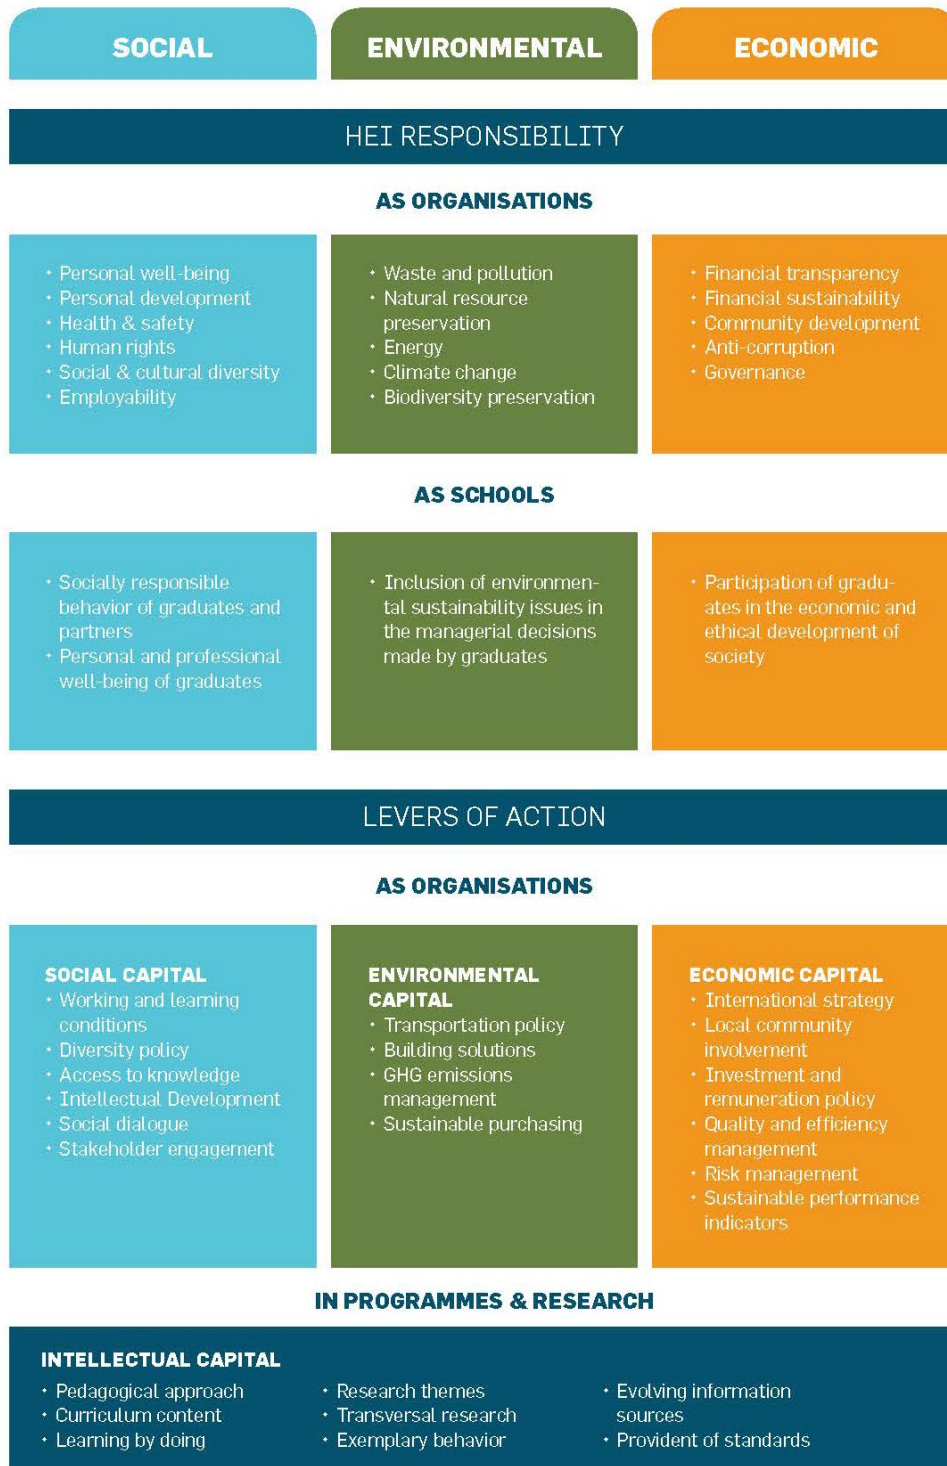 SOCIAL
ENVIRONMENTAL
ECONOMIC
HEI RESPONSIBILITY
AS ORGANISATIONS
• Personal well-being
• Personal development
• Health & safety
• Human rights
• Social & cultural diversity
• Employability
• Waste and pollution
• Natural resource
preservation
• Energy
• Climate change
• Biodiversity preservation
• Financial transparency
• Financial sustainability
• Community development
• Anti-corruption
• Governance
AS SCHOOLS
• Socially responsible
behavior of graduates and
partners
• Personal and professional
well-being of graduates
• Inclusion of environmen-
tal sustainability issues in
the managerial decisions
made by graduates
• Participation of gradu-
ates in the economic and
ethical development of
society
LEVERS OF ACTION
AS ORGANISATIONS
SOCIAL CAPITAL
• Working and learning
conditions
• Diversity policy
• Access to knowledge
• Intellectual Development
• Social dialogue
• Stakeholder engagement
ENVIRONMENTAL
CAPITAL
• Transportation policy
• Building solutions
• GHG emissions
management
• Sustainable purchasing
ECONOMIC CAPITAL
• International strategy
• Local community
involvement
• Investment and
remuneration policy
• Quality and efficiency
management
• Risk management
• Sustainable performance
indicators
IN PROGRAMMES & RESEARCH
INTELLECTUAL CAPITAL
• Pedagogical approach
• Curriculum content
• Learning by doing
• Research themes
• Transversal research
• Exemplary behavior
• Evolving information
sources
• Provident of standards